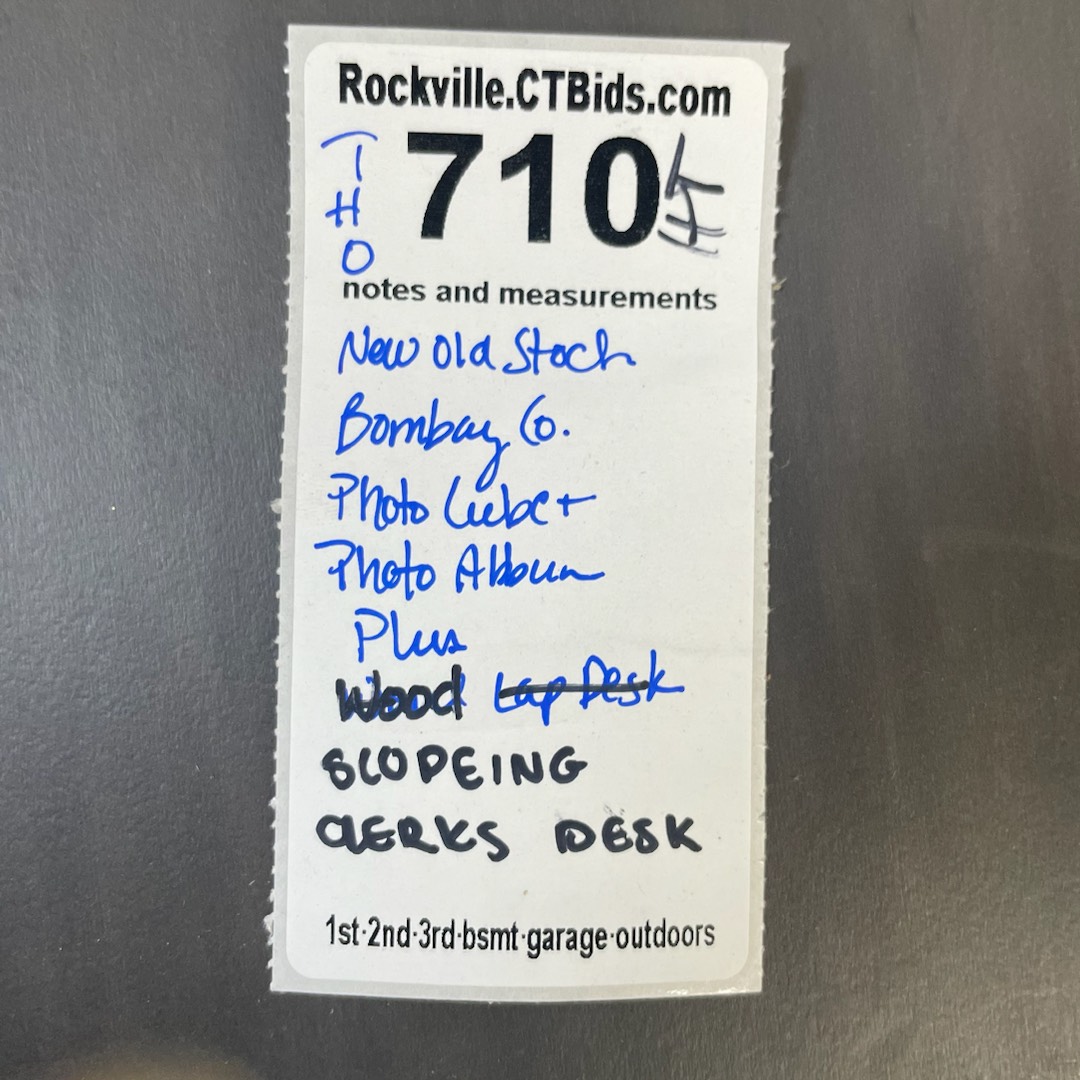 Rockville.CTBids.com
THO
710
notes and measurements
New Old Stock
Bombay Co.
Photo Cube +
Photo Album
Plus
Wood Lap Desk
SLOPEING
CLERKS DESK
1st·2nd·3rd·bsmt·garage·outdoors